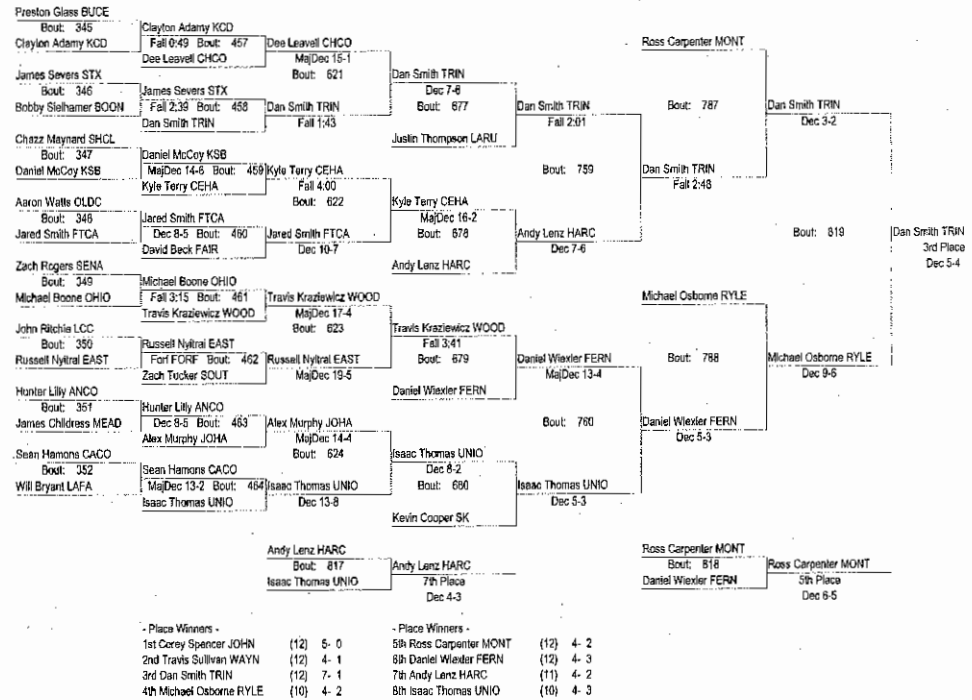 Preston Glass BUCE
Bout: 345
Clayton Adamy KCD
James Severs STX
Bout: 346
Bobby Slelhamer BOON
Chazz Maynard SHCL
Bout: 347
Daniel McCoy KSB
Aaron Watts OLDC
Bout: 348
Jared Smith FTCA
Zach Rogers SENA
Bout: 349
Michael Boone OHIO
John Ritchie LCC
Bout: 350
Russell Nyitral EAST
Hunter Lilly ANCO
Bout: 351
James Childress MEAD
Sean Hamons CACO
Bout: 352
Will Bryant LAFA
Clayton Adamy KCD
Fall 0:49 Bout: 457
Dee Leavell CHCO
James Severs STX
Fall 2:39 Bout: 458
Dan Smith TRIN
Daniel McCoy KSB
MajDec 14-6 Bout: 459
Kyle Terry CEHA
Jared Smith FTCA
Dec 8-5 Bout: 460
David Beck FAIR
Michael Boone OHIO
Fall 3:15 Bout: 461
Travis Kraziewicz WOOD
Russell Nyitral EAST
Forf FORF Bout: 462
Zach Tucker SOUT
Hunter Lilly ANCO
Dec 8-5 Bout: 463
Alex Murphy JOHA
Sean Hamons CACO
MajDec 13-2 Bout: 464
Isaac Thomas UNIO
Dee Leavell CHCO
MajDec 15-1
Bout: 621
Dan Smith TRIN
Fall 1:43
Kyle Terry CEHA
Fall 4:00
Bout: 622
Jared Smith FTCA
Dec 10-7
Travis Kraziewicz WOOD
MajDec 17-4
Bout: 623
Russell Nyitral EAST
MajDec 19-5
Alex Murphy JOHA
MajDec 14-4
Bout: 624
Isaac Thomas UNIO
Dec 13-8
Dan Smith TRIN
Dec 7-6
Bout: 677
Justin Thompson LARU
Kyle Terry CEHA
MajDec 16-2
Bout: 678
Andy Lenz HARC
Travis Kraziewicz WOOD
Fall 3:41
Bout: 679
Daniel Wiexler FERN
Isaac Thomas UNIO
Dec 8-2
Bout: 680
Kevin Cooper SK
Dan Smith TRIN
Fall 2:01
Bout: 759
Andy Lenz HARC
Dec 7-6
Daniel Wiexler FERN
MajDec 13-4
Bout: 760
Isaac Thomas UNIO
Dec 5-3
Ross Carpenter MONT
Bout: 787
Dan Smith TRIN
Fall 2:48
Michael Osborne RYLE
Bout: 788
Daniel Wiexler FERN
Dec 5-3
Dan Smith TRIN
Dec 3-2
Bout: 819
Michael Osborne RYLE
Dec 9-6
Dan Smith TRIN
3rd Place
Dec 5-4
Andy Lenz HARC
Bout: 817
Isaac Thomas UNIO
Andy Lenz HARC
7th Place
Dec 4-3
Ross Carpenter MONT
Bout: 818
Daniel Wiexler FERN
Ross Carpenter MONT
5th Place
Dec 6-5
- Place Winners -
1st Corey Spencer JOHN (12) 5- 0
2nd Travis Sullivan WAYN (12) 4- 1
3rd Dan Smith TRIN (12) 7- 1
4th Michael Osborne RYLE (10) 4- 2
- Place Winners -
5th Ross Carpenter MONT (12) 4- 2
6th Daniel Wiexler FERN (12) 4- 3
7th Andy Lenz HARC (11) 4- 2
8th Isaac Thomas UNIO (10) 4- 3